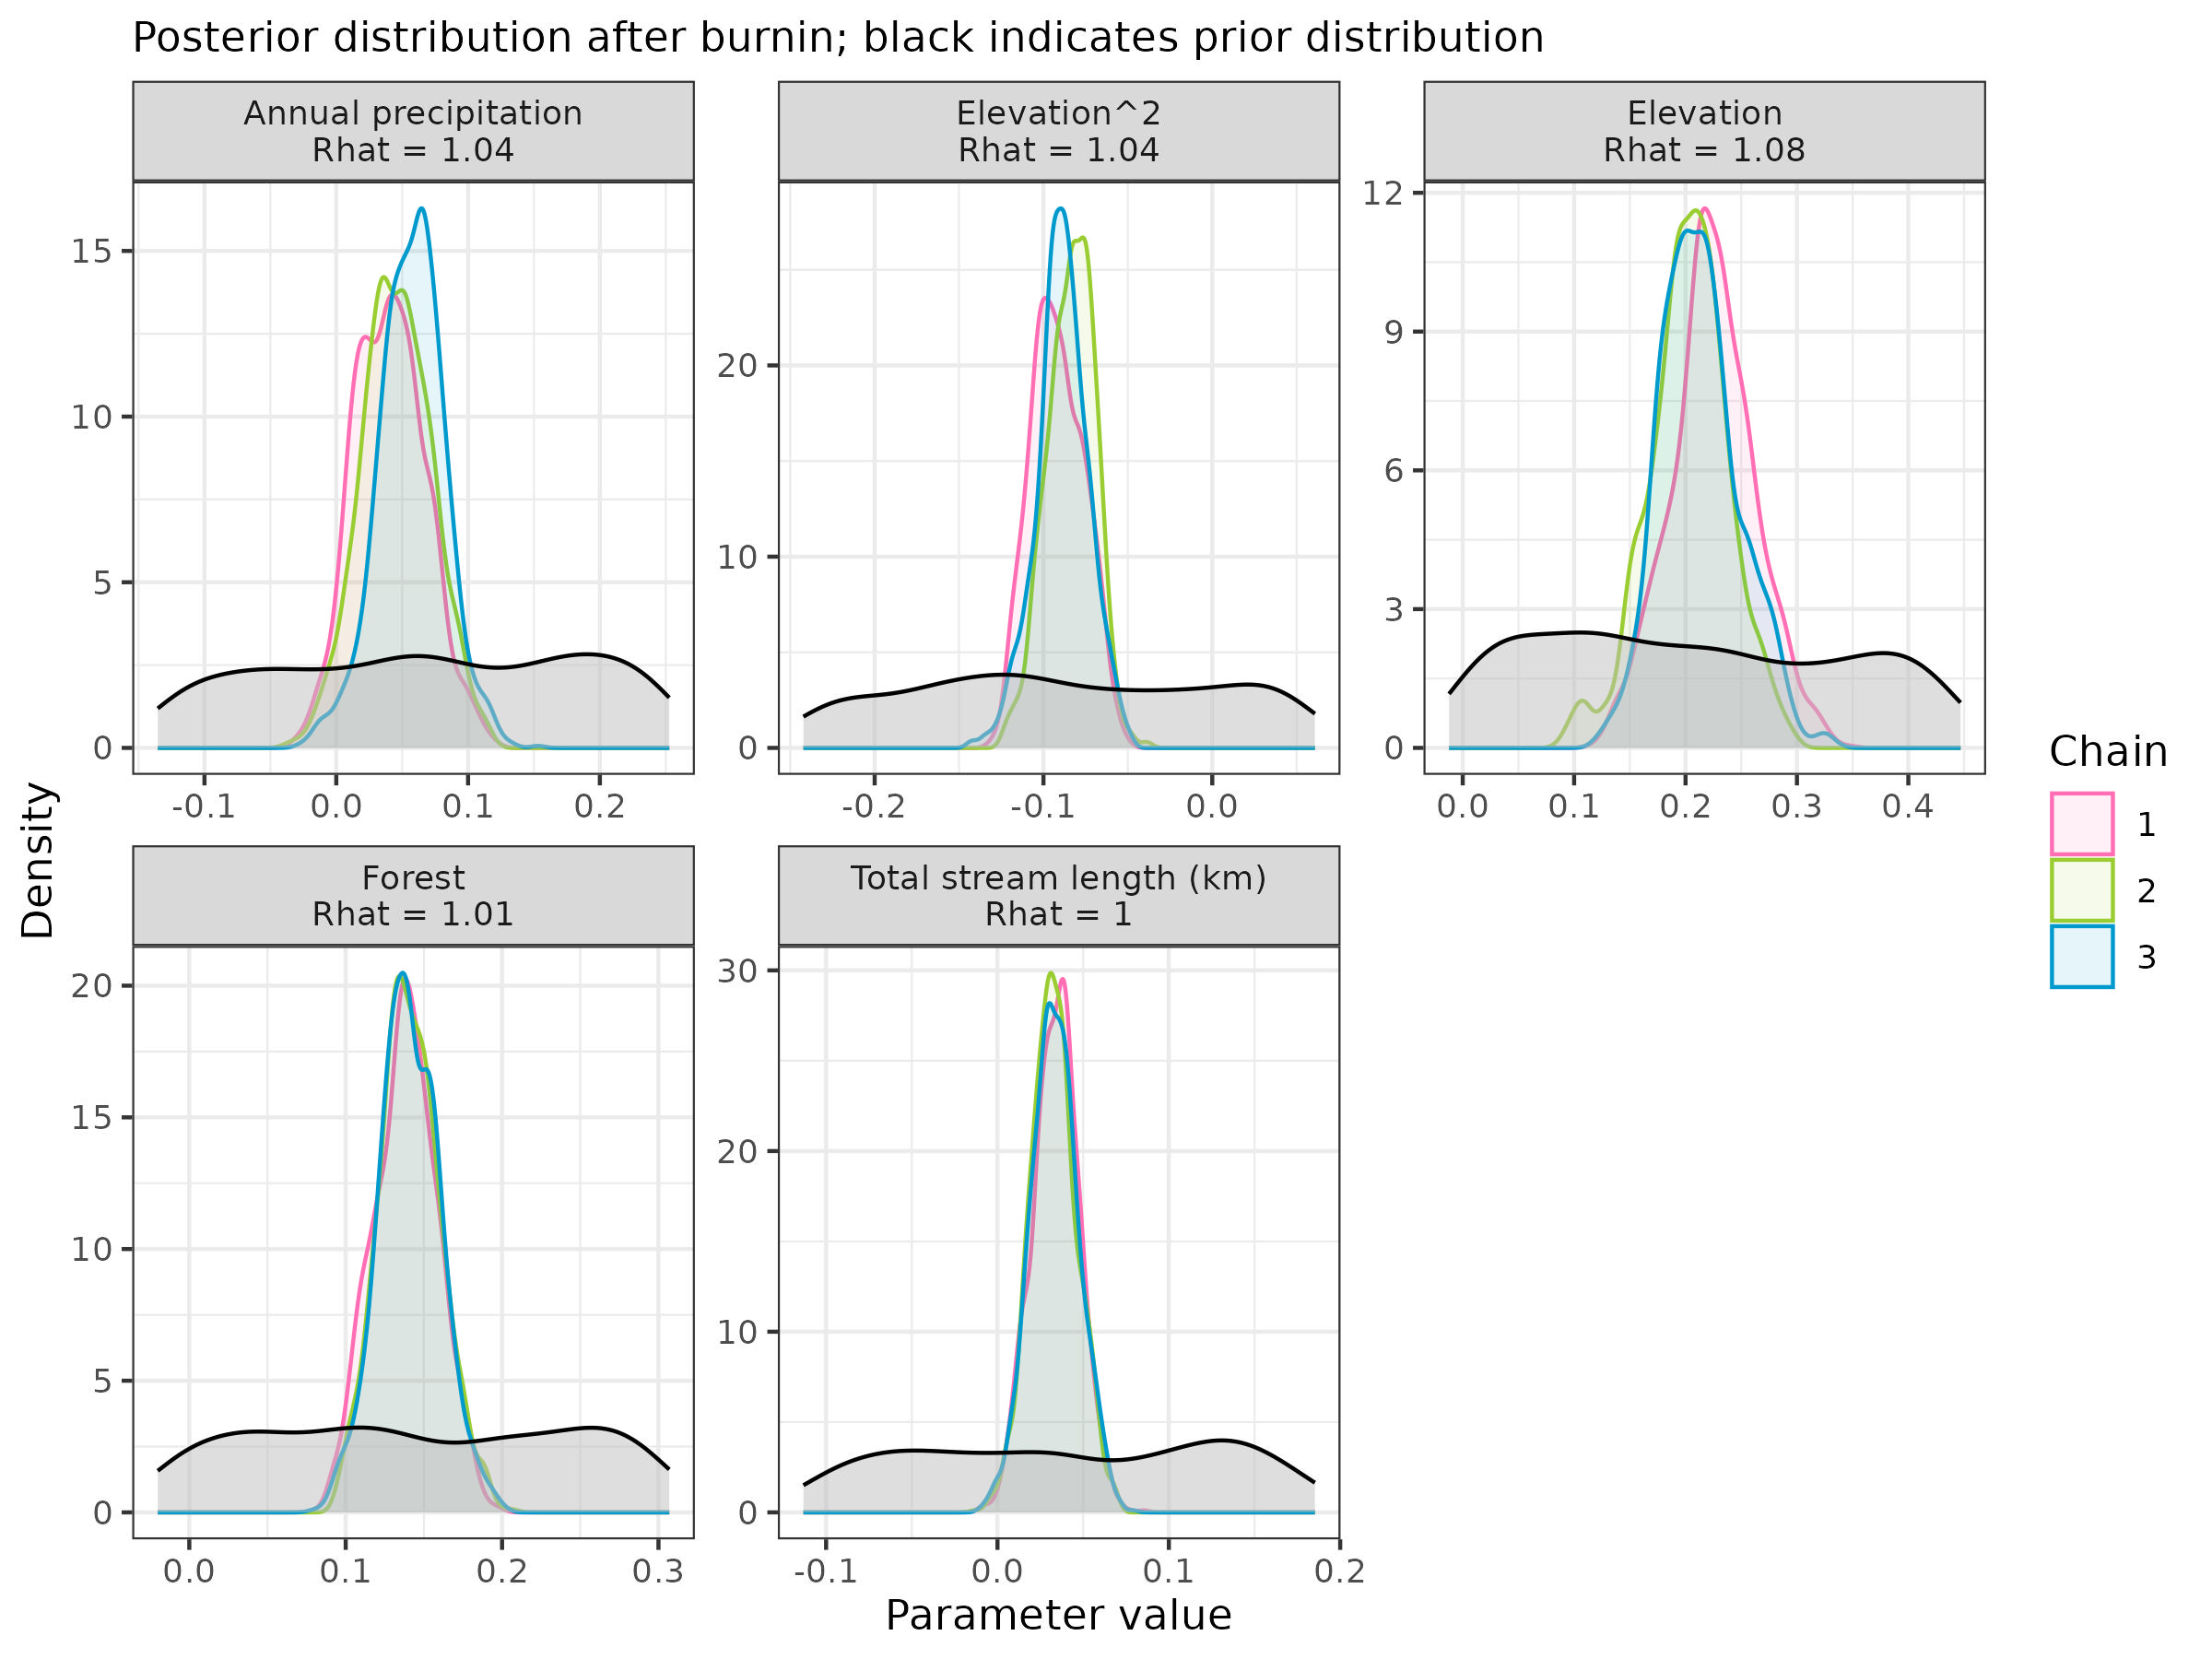 Posterior distribution after burnin; black indicates prior distribution
Annual precipitation
Rhat = 1.04
Elevation^2
Rhat = 1.04
Elevation
Rhat = 1.08
15
10
5
0
-0.1 0.0 0.1 0.2
20
10
0
-0.2 -0.1 0.0
12
9
6
3
0
0.0 0.1 0.2 0.3 0.4
Forest
Rhat = 1.01
Total stream length (km)
Rhat = 1
20
15
10
5
0
0.0 0.1 0.2 0.3
30
20
10
0
-0.1 0.0 0.1 0.2
Density
Parameter value
Chain
1
2
3